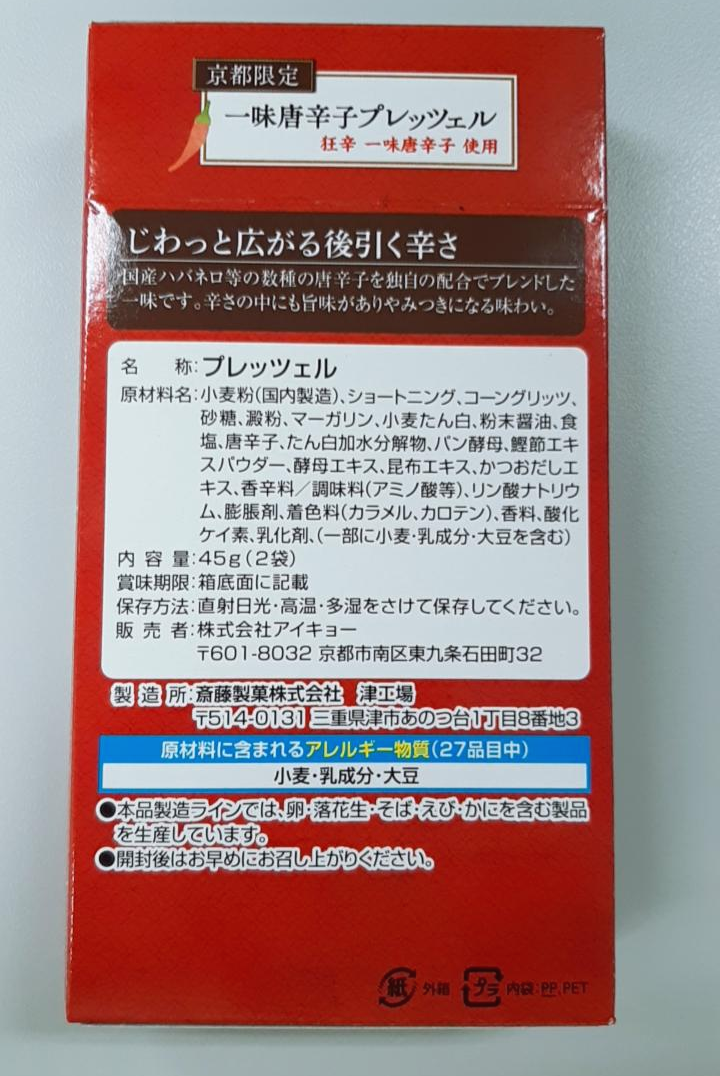 京都限定
一味唐辛子プレッツェル
狂辛 一味唐辛子 使用
じわっと広がる後引く辛さ
国産ハバネロ等の数種の唐辛子を独自の配合でブレンドした
一味です。辛さの中にも旨味がありやみつきになる味わい。
名 称:プレッツェル
原材料名:小麦粉(国内製造)、ショートニング、コーングリッツ、
砂糖、澱粉、マーガリン、小麦たん白、粉末醤油、食
塩、唐辛子、たん白加水分解物、パン酵母、鰹節エキ
スパウダー、酵母エキス、昆布エキス、かつおだしエ
キス、香辛料／調味料(アミノ酸等)、リン酸ナトリウ
ム、膨脹剤、着色料(カラメル、カロテン)、香料、酸化
ケイ素、乳化剤、(一部に小麦・乳成分・大豆を含む)
内容量:45g(2袋)
賞味期限:箱底面に記載
保存方法:直射日光・高温・多湿をさけて保存してください。
販売者:株式会社アイキョー
〒601-8032 京都市南区東九条石田町32
製造所:斎藤製菓株式会社 津工場
〒514-0131 三重県津市あのつ台1丁目8番地3
原材料に含まれるアレルギー物質(27品目中)
小麦・乳成分・大豆
●本品製造ラインでは、卵・落花生・そば・えび・かにを含む製品
を生産しています。
●開封後はお早めにお召し上がりください。
紙 外箱 プラ 内袋:PP、PET